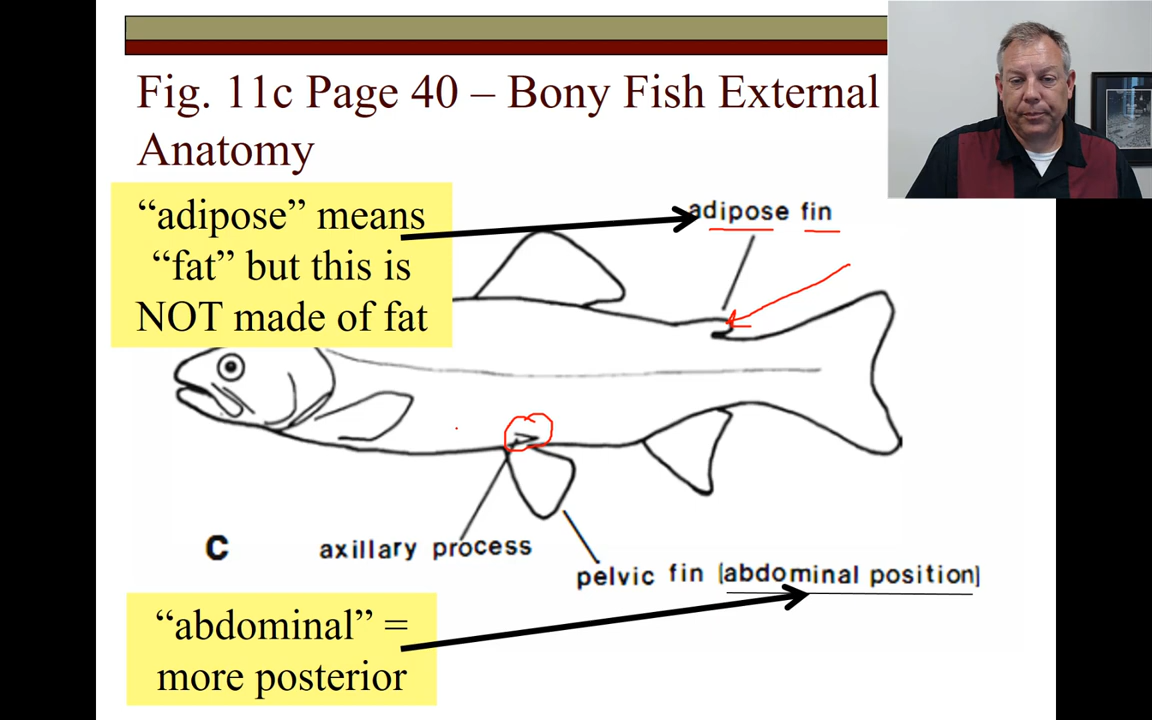 Fig. 11c Page 40 – Bony Fish External
Anatomy
“adipose” means
“fat” but this is
NOT made of fat
adipose fin
C
axillary process
pelvic fin (abdominal position)
“abdominal” =
more posterior